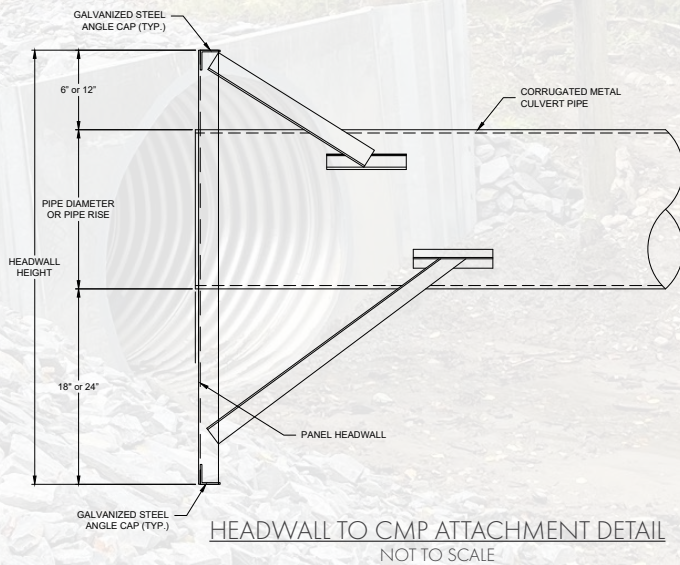 GALVANIZED STEEL
ANGLE CAP (TYP.)
6" or 12"
CORRUGATED METAL
CULVERT PIPE
PIPE DIAMETER
OR PIPE RISE
HEADWALL
HEIGHT
18" or 24"
PANEL HEADWALL
GALVANIZED STEEL
ANGLE CAP (TYP.)
HEADWALL TO CMP ATTACHMENT DETAIL
NOT TO SCALE